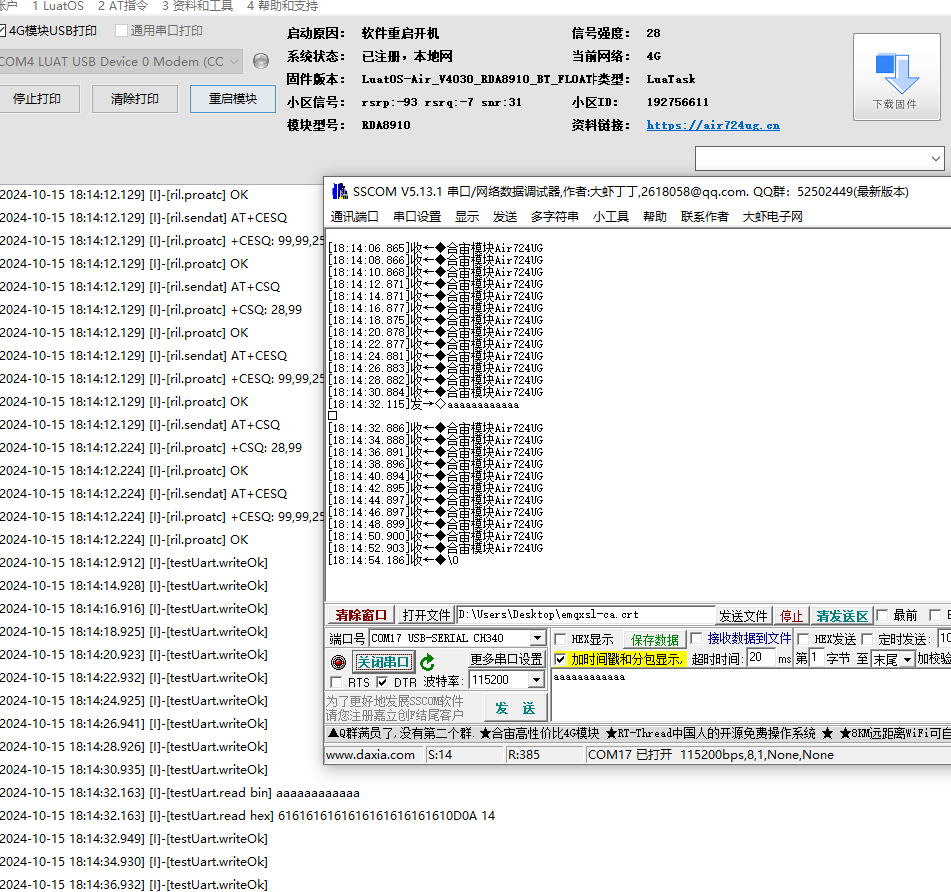 帐户 1 LuatOS 2 AT指令 3 资料和工具 4 帮助和支持
4G模块USB打印 通用串口打印
COM4 LUAT USB Device 0 Modem (CC
停止打印 清除打印 重启模块
启动原因： 软件重启开机 信号强度： 28
系统状态： 已注册，本地网 当前网络： 4G
固件版本： LuatOS-Air_V4030_RDA8910_BT_FLOAT 类型： LuaTask
小区信号： rsrp:-93 rsrq:-7 snr:31 小区ID： 192756611
模块型号： RDA8910 资料链接： https://air724ug.cn
下载固件
2024-10-15 18:14:12.129] [I]-[ril.proatc] OK
2024-10-15 18:14:12.129] [I]-[ril.sendat] AT+CESQ
2024-10-15 18:14:12.129] [I]-[ril.proatc] +CESQ: 99,99,25
2024-10-15 18:14:12.129] [I]-[ril.proatc] OK
2024-10-15 18:14:12.129] [I]-[ril.sendat] AT+CSQ
2024-10-15 18:14:12.129] [I]-[ril.proatc] +CSQ: 28,99
2024-10-15 18:14:12.129] [I]-[ril.proatc] OK
2024-10-15 18:14:12.129] [I]-[ril.sendat] AT+CESQ
2024-10-15 18:14:12.129] [I]-[ril.proatc] +CESQ: 99,99,25
2024-10-15 18:14:12.129] [I]-[ril.proatc] OK
2024-10-15 18:14:12.129] [I]-[ril.sendat] AT+CSQ
2024-10-15 18:14:12.224] [I]-[ril.proatc] +CSQ: 28,99
2024-10-15 18:14:12.224] [I]-[ril.proatc] OK
2024-10-15 18:14:12.224] [I]-[ril.sendat] AT+CESQ
2024-10-15 18:14:12.224] [I]-[ril.proatc] +CESQ: 99,99,25
2024-10-15 18:14:12.224] [I]-[ril.proatc] OK
2024-10-15 18:14:12.912] [I]-[testUart.writeOk]
2024-10-15 18:14:14.928] [I]-[testUart.writeOk]
2024-10-15 18:14:16.916] [I]-[testUart.writeOk]
2024-10-15 18:14:18.925] [I]-[testUart.writeOk]
2024-10-15 18:14:20.923] [I]-[testUart.writeOk]
2024-10-15 18:14:22.932] [I]-[testUart.writeOk]
2024-10-15 18:14:24.925] [I]-[testUart.writeOk]
2024-10-15 18:14:26.941] [I]-[testUart.writeOk]
2024-10-15 18:14:28.926] [I]-[testUart.writeOk]
2024-10-15 18:14:30.935] [I]-[testUart.writeOk]
2024-10-15 18:14:32.163] [I]-[testUart.read bin] aaaaaaaaaaaa
2024-10-15 18:14:32.163] [I]-[testUart.read hex] 6161616161616161616161610D0A 14
2024-10-15 18:14:32.949] [I]-[testUart.writeOk]
2024-10-15 18:14:34.930] [I]-[testUart.writeOk]
2024-10-15 18:14:36.932] [I]-[testUart.writeOk]
SSCOM V5.13.1 串口/网络数据调试器,作者:大虾丁丁,2618058@qq.com. QQ群: 52502449(最新版本)
通讯端口 串口设置 显示 发送 多字符串 小工具 帮助 联系作者 大虾电子网
[18:14:06.865]收←◆合宙模块Air724UG
[18:14:08.866]收←◆合宙模块Air724UG
[18:14:10.868]收←◆合宙模块Air724UG
[18:14:12.871]收←◆合宙模块Air724UG
[18:14:14.871]收←◆合宙模块Air724UG
[18:14:16.877]收←◆合宙模块Air724UG
[18:14:18.875]收←◆合宙模块Air724UG
[18:14:20.878]收←◆合宙模块Air724UG
[18:14:22.877]收←◆合宙模块Air724UG
[18:14:24.881]收←◆合宙模块Air724UG
[18:14:26.883]收←◆合宙模块Air724UG
[18:14:28.882]收←◆合宙模块Air724UG
[18:14:30.884]收←◆合宙模块Air724UG
[18:14:32.115]发→◇aaaaaaaaaaaa
□
[18:14:32.886]收←◆合宙模块Air724UG
[18:14:34.888]收←◆合宙模块Air724UG
[18:14:36.891]收←◆合宙模块Air724UG
[18:14:38.896]收←◆合宙模块Air724UG
[18:14:40.894]收←◆合宙模块Air724UG
[18:14:42.895]收←◆合宙模块Air724UG
[18:14:44.897]收←◆合宙模块Air724UG
[18:14:46.897]收←◆合宙模块Air724UG
[18:14:48.899]收←◆合宙模块Air724UG
[18:14:50.900]收←◆合宙模块Air724UG
[18:14:52.903]收←◆合宙模块Air724UG
[18:14:54.186]收←◆\0
清除窗口 打开文件 D:\Users\Desktop\emqxsl-ca.crt 发送文件 停止 清发送区 最前
端口号 COM17 USB-SERIAL CH340 HEX显示 保存数据 接收数据到文件 HEX发送 定时发送: 10
关闭串口 更多串口设置 加时间戳和分包显示, 超时时间: 20 ms 第 1 字节 至 末尾 加校验
RTS DTR 波特率: 115200 aaaaaaaaaaaa
为了更好地发展SSCOM软件
请您注册嘉立创F结尾客户
发 送
▲Q群满员了,没有第二个群. ★合宙高性价比4G模块 ★RT-Thread中国人的开源免费操作系统 ★ ★8KM远距离WiFi可自
www.daxia.com S:14 R:385 COM17 已打开 115200bps,8,1,None,None